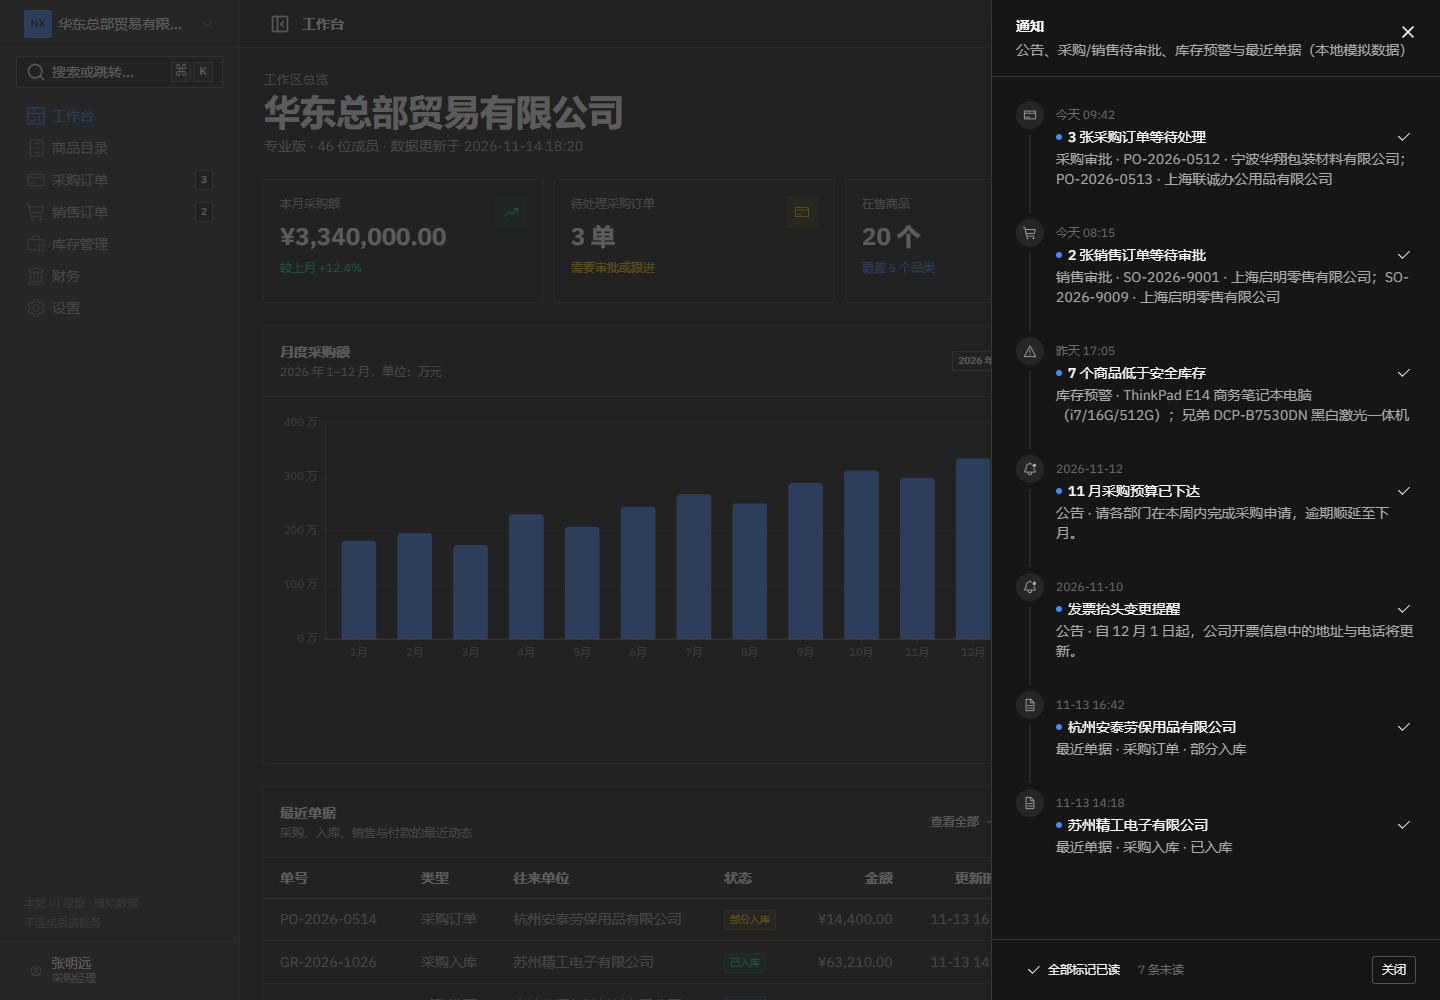 NX 华东总部贸易有限...
搜索或跳转... ⌘ K
工作台
商品目录
采购订单 3
销售订单 2
库存管理
财务
设置
本地 UI 原型 · 模拟数据
不连接后端服务
张明远
采购经理
工作台
工作区总览
华东总部贸易有限公司
专业版 · 46 位成员 · 数据更新于 2026-11-14 18:20
本月采购额
¥3,340,000.00
较上月 +12.4%
待处理采购订单
3 单
需要审批或跟进
在售商品
20 个
覆盖 5 个品类
月度采购额
2026 年 1–12 月，单位：万元
2026 年
400 万
300 万
200 万
100 万
0 万
1月 2月 3月 4月 5月 6月 7月 8月 9月 10月 11月 12月
最近单据
采购、入库、销售与付款的最近动态
查看全部
单号 类型 往来单位 状态 金额 更新时
PO-2026-0514 采购订单 杭州安泰劳保用品有限公司 部分入库 ¥14,400.00 11-13 16
GR-2026-1026 采购入库 苏州精工电子有限公司 已入库 ¥63,210.00 11-13 14
通知
公告、采购/销售待审批、库存预警与最近单据（本地模拟数据）
今天 09:42
3 张采购订单等待处理
采购审批 · PO-2026-0512 · 宁波华翔包装材料有限公司；
PO-2026-0513 · 上海联诚办公用品有限公司
今天 08:15
2 张销售订单等待审批
销售审批 · SO-2026-9001 · 上海启明零售有限公司；SO-
2026-9009 · 上海启明零售有限公司
昨天 17:05
7 个商品低于安全库存
库存预警 · ThinkPad E14 商务笔记本电脑
（i7/16G/512G）；兄弟 DCP-B7530DN 黑白激光一体机
2026-11-12
11 月采购预算已下达
公告 · 请各部门在本周内完成采购申请，逾期顺延至下
月。
2026-11-10
发票抬头变更提醒
公告 · 自 12 月 1 日起，公司开票信息中的地址与电话将更
新。
11-13 16:42
杭州安泰劳保用品有限公司
最近单据 · 采购订单 · 部分入库
11-13 14:18
苏州精工电子有限公司
最近单据 · 采购入库 · 已入库
全部标记已读 7 条未读
关闭